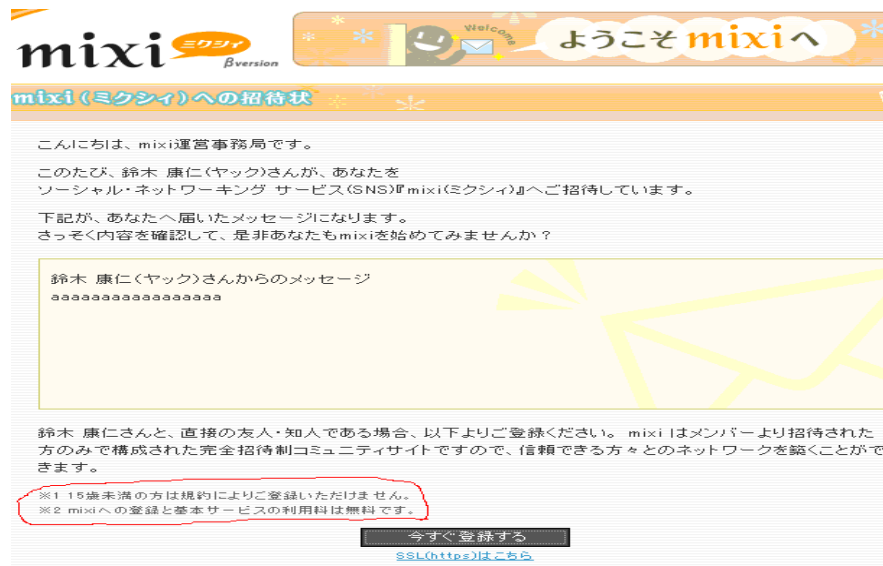 mixi ミクシィ
βversion
Welcome
ようこそmixiへ
mixi(ミクシィ)への招待状
こんにちは、mixi運営事務局です。
このたび、鈴木 康仁(ヤック)さんが、あなたを
ソーシャル・ネットワーキング サービス(SNS)『mixi(ミクシィ)』へご招待しています。
下記が、あなたへ届いたメッセージになります。
さっそく内容を確認して、是非あなたもmixiを始めてみませんか？
鈴木 康仁(ヤック)さんからのメッセージ
aaaaaaaaaaaaaaaaa
鈴木 康仁さんと、直接の友人・知人である場合、以下よりご登録ください。 mixi はメンバーより招待された
方のみで構成された完全招待制コミュニティサイトですので、信頼できる方々とのネットワークを築くことがで
きます。
※1 15歳未満の方は規約によりご登録いただけません。
※2 mixiへの登録と基本サービスの利用料は無料です。
今すぐ登録する
SSL(https)はこちら